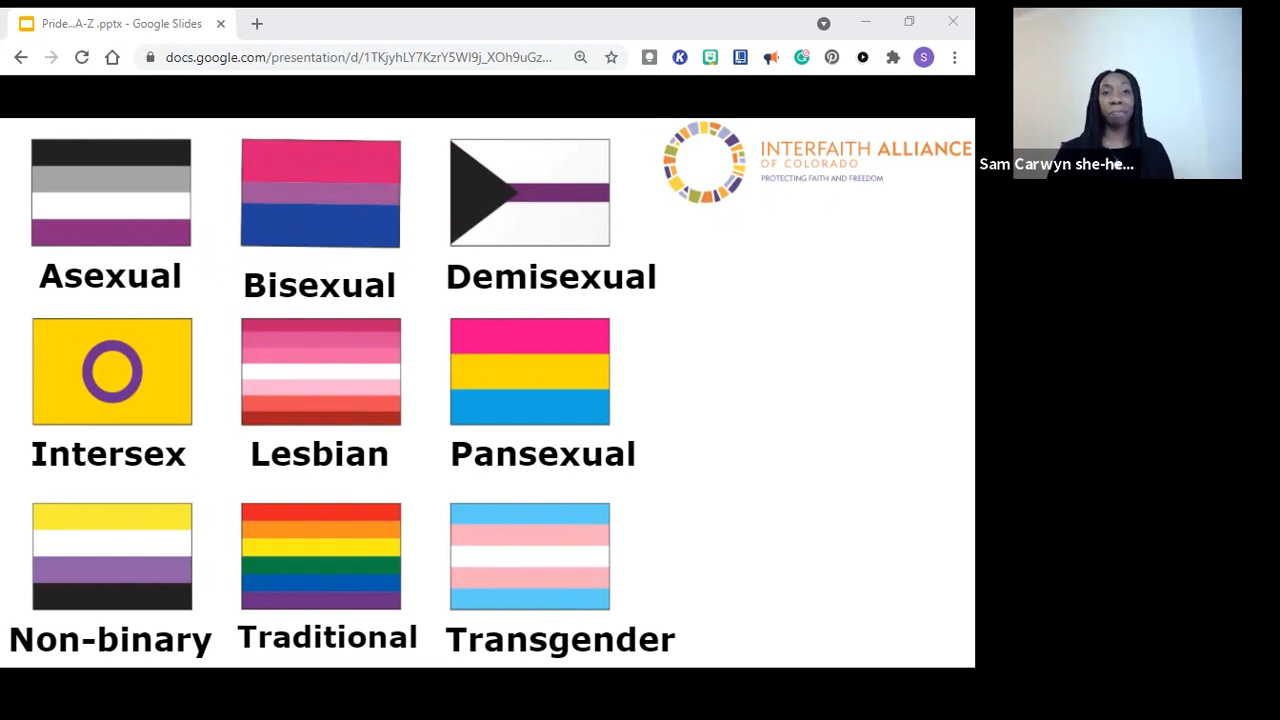 Pride...A-Z .pptx - Google Slides
docs.google.com/presentation/d/1TKjyhLY7KzrY5Wl9j_XOh9uGz...
S
INTERFAITH ALLIANCE
OF COLORADO
PROTECTING FAITH AND FREEDOM
Sam Carwyn she-he...
Asexual
Bisexual
Demisexual
Intersex
Lesbian
Pansexual
Non-binary
Traditional
Transgender